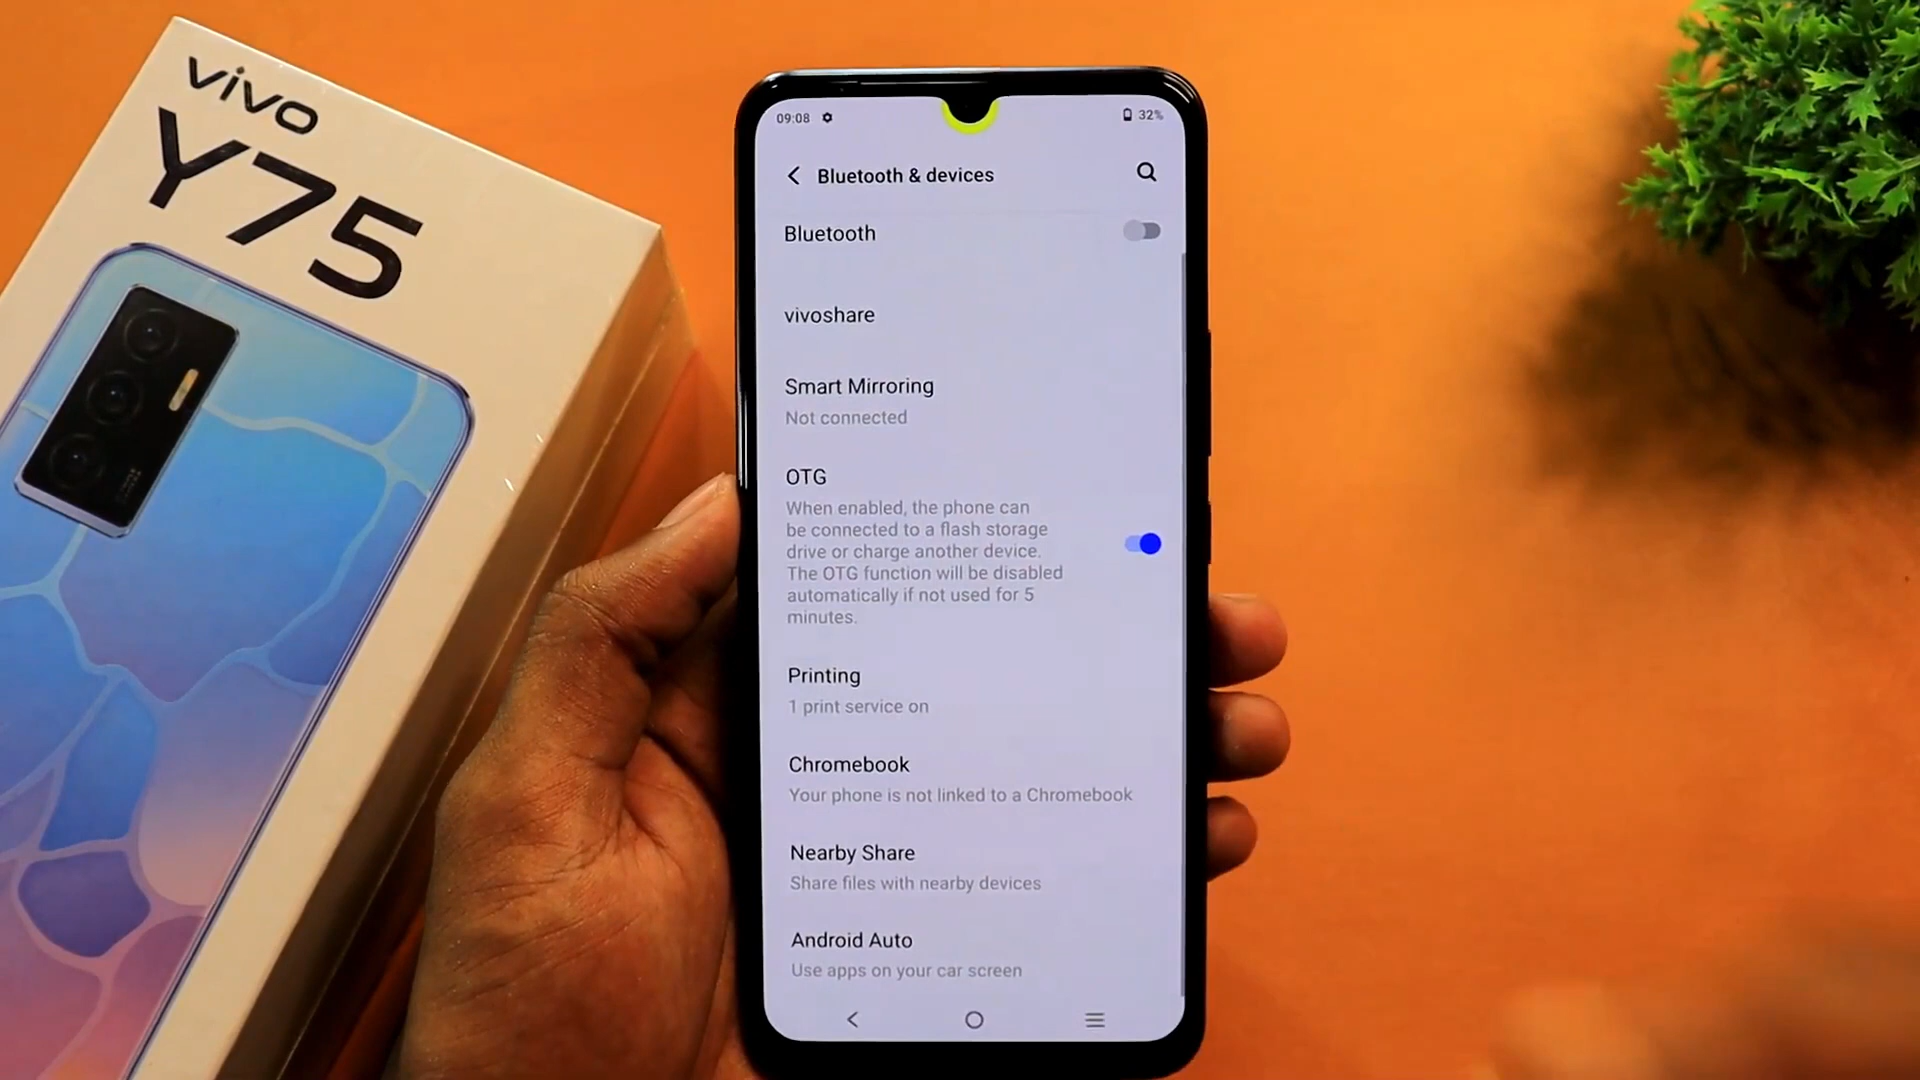 vivo
Y75
09:08
32%
Bluetooth & devices
Bluetooth
vivoshare
Smart Mirroring
Not connected
OTG
When enabled, the phone can
be connected to a flash storage
drive or charge another device.
The OTG function will be disabled
automatically if not used for 5
minutes.
Printing
1 print service on
Chromebook
Your phone is not linked to a Chromebook
Nearby Share
Share files with nearby devices
Android Auto
Use apps on your car screen